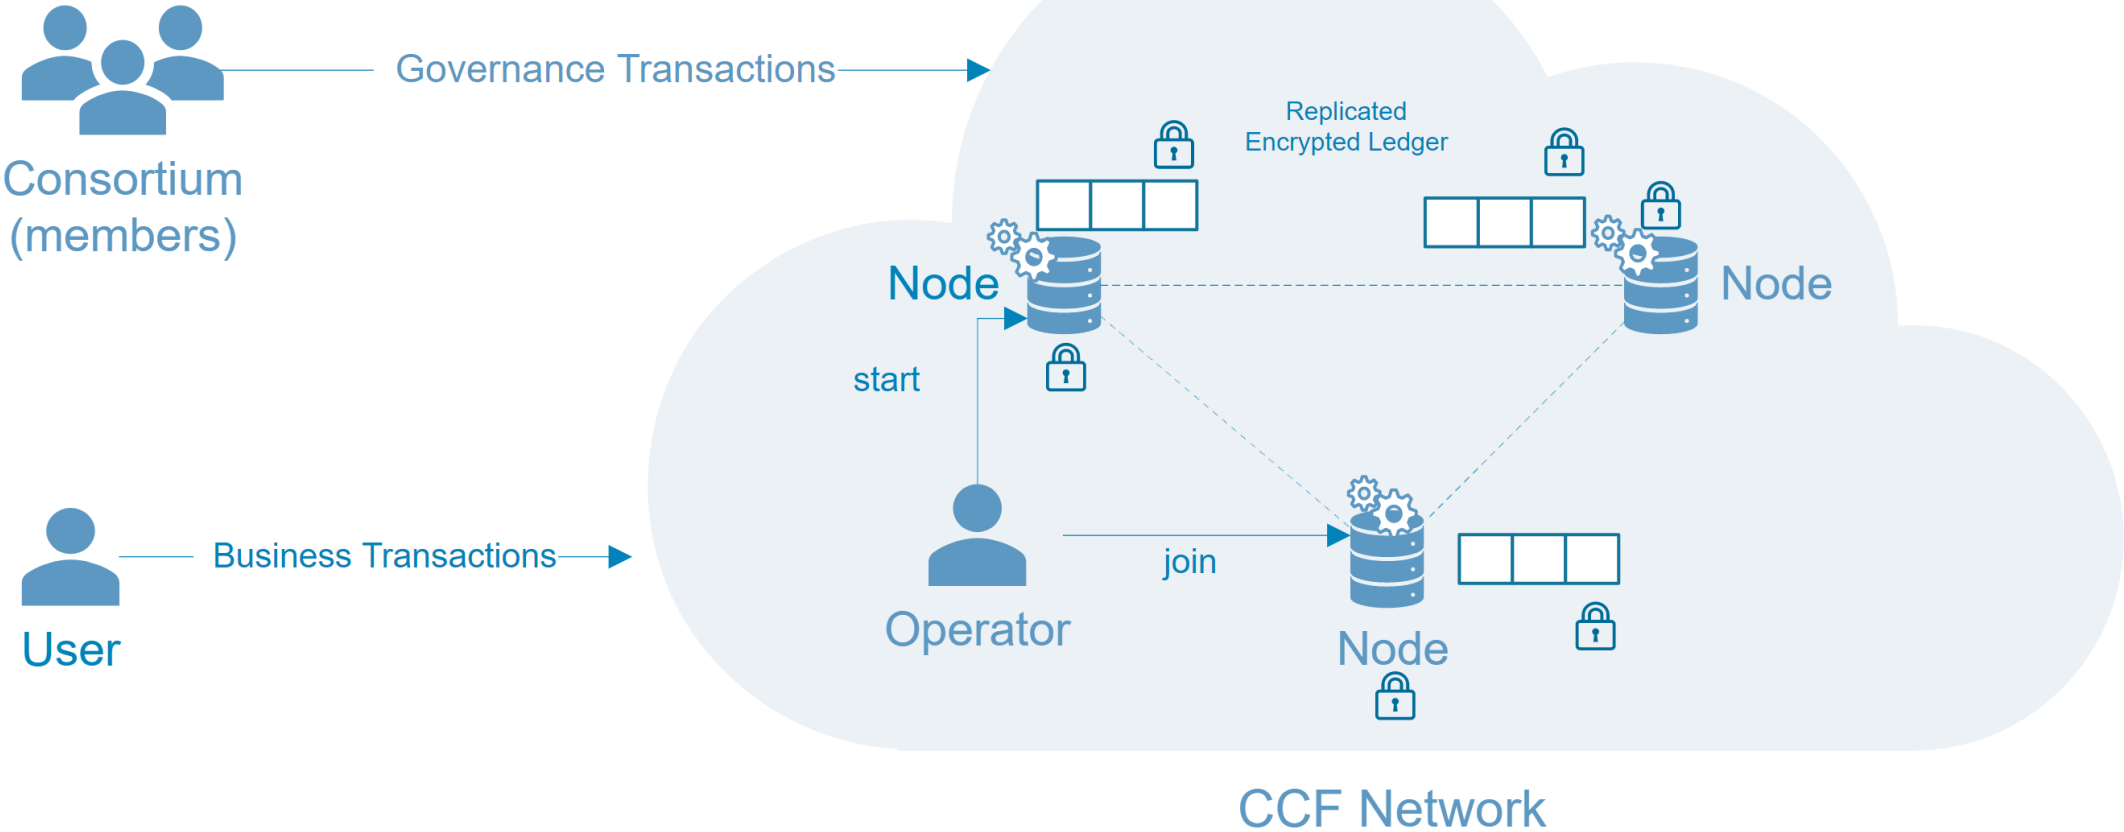 Governance Transactions
Consortium
(members)
Replicated
Encrypted Ledger
Node
Node
start
Business Transactions
join
User
Operator
Node
CCF Network